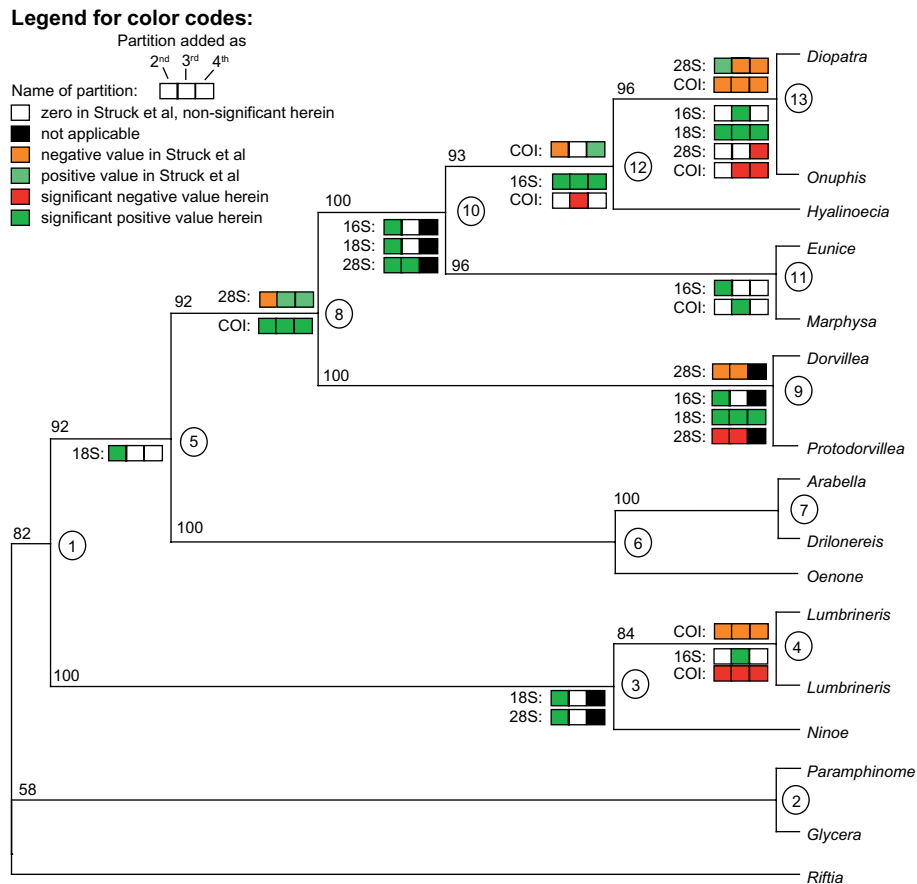 Legend for color codes:
Partition added as
2nd 3rd 4th
Name of partition:
zero in Struck et al, non-significant herein
not applicable
negative value in Struck et al
positive value in Struck et al
significant negative value herein
significant positive value herein
28S:
COI:
96
13
16S:
18S:
28S:
COI:
Diopatra
Onuphis
93
COI:
12
16S:
COI:
Hyalinoecia
100
10
16S:
18S:
28S:
96
16S:
COI:
11
Eunice
Marphysa
92
28S:
COI:
8
100
28S:
16S:
18S:
28S:
9
Dorvillea
Protodorvillea
92
18S:
5
100
100
6
7
Arabella
Drilonereis
Oenone
82
1
100
18S:
28S:
3
84
COI:
16S:
COI:
4
Lumbrineris
Lumbrineris
Ninoe
58
2
Paramphinome
Glycera
Riftia